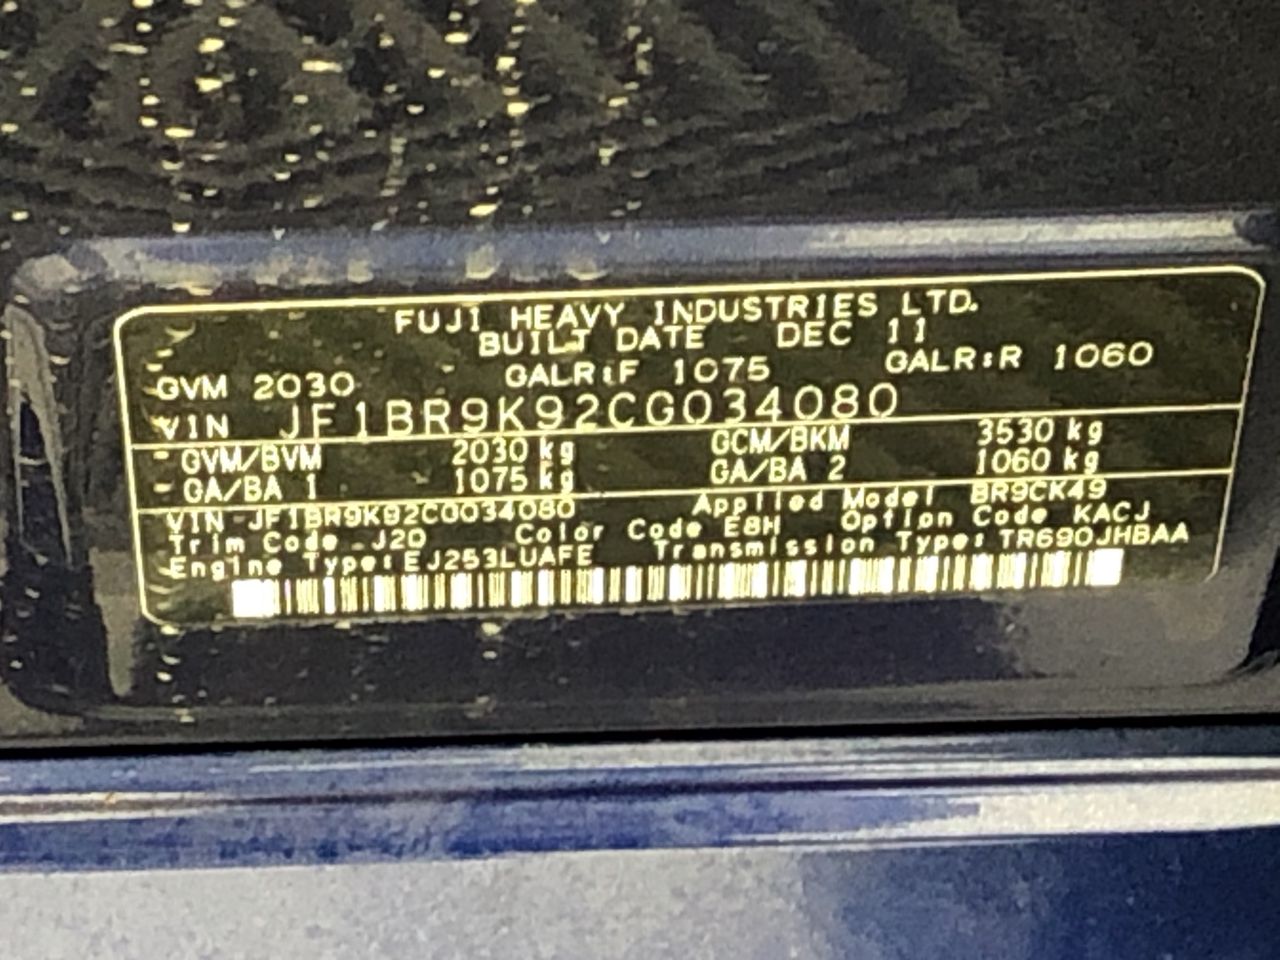 FUJI HEAVY INDUSTRIES LTD.
BUILT DATE DEC 11
GVM 2030 GALR:F 1075 GALR:R 1060
VIN JF1BR9K92CG034080
GVM/BVM 2030 kg GCM/BKM 3530 kg
GA/BA 1 1075 kg GA/BA 2 1060 kg
VIN JF1BR9K92CG034080 Applied Model BR9CK49
Trim Code J20 Color Code E8H Option Code KACJ
Engine Type: EJ253LUAFE Transmission Type: TR690JHBAA